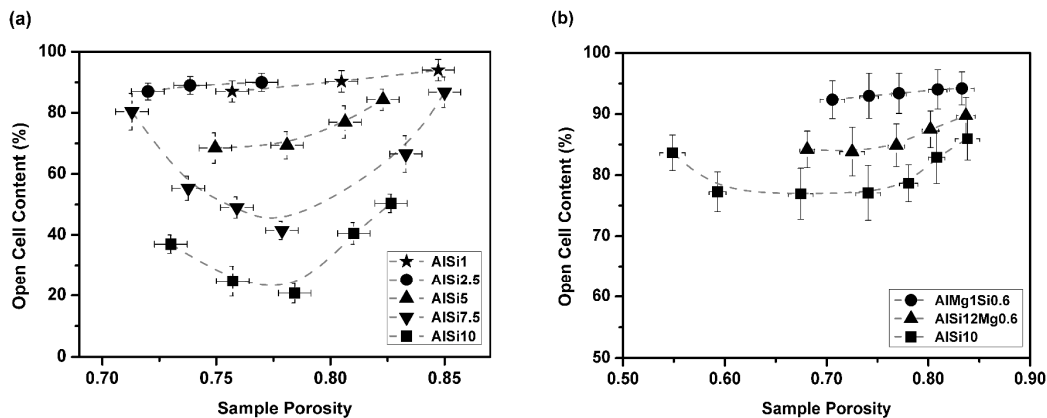 (a)
Open Cell Content (%)
100
80
60
40
20
0
0.70
0.75
0.80
0.85
Sample Porosity
AlSi1
AlSi2.5
AlSi5
AlSi7.5
AlSi10
(b)
Open Cell Content (%)
100
90
80
70
60
50
0.50
0.60
0.70
0.80
0.90
Sample Porosity
AlMg1Si0.6
AlSi12Mg0.6
AlSi10